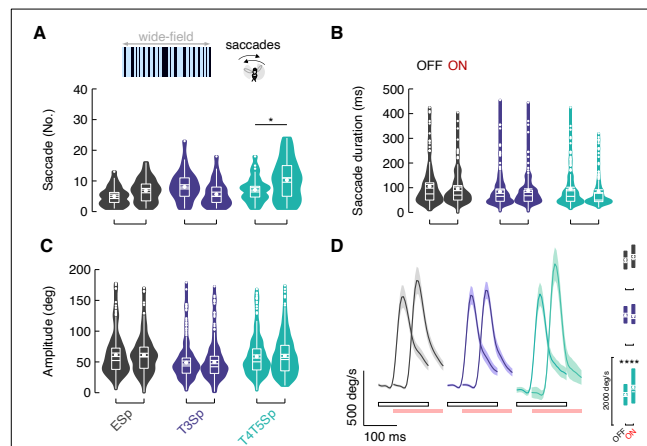 A
wide-field
saccades
Saccade (No.)
40
30
20
10
0
*
B
OFF ON
Saccade duration (ms)
500
400
300
200
100
0
C
Amplitude (deg)
200
150
100
50
0
ESp
T3Sp
T4T5Sp
D
500 deg/s
100 ms
****
2000 deg/s
OFF
ON